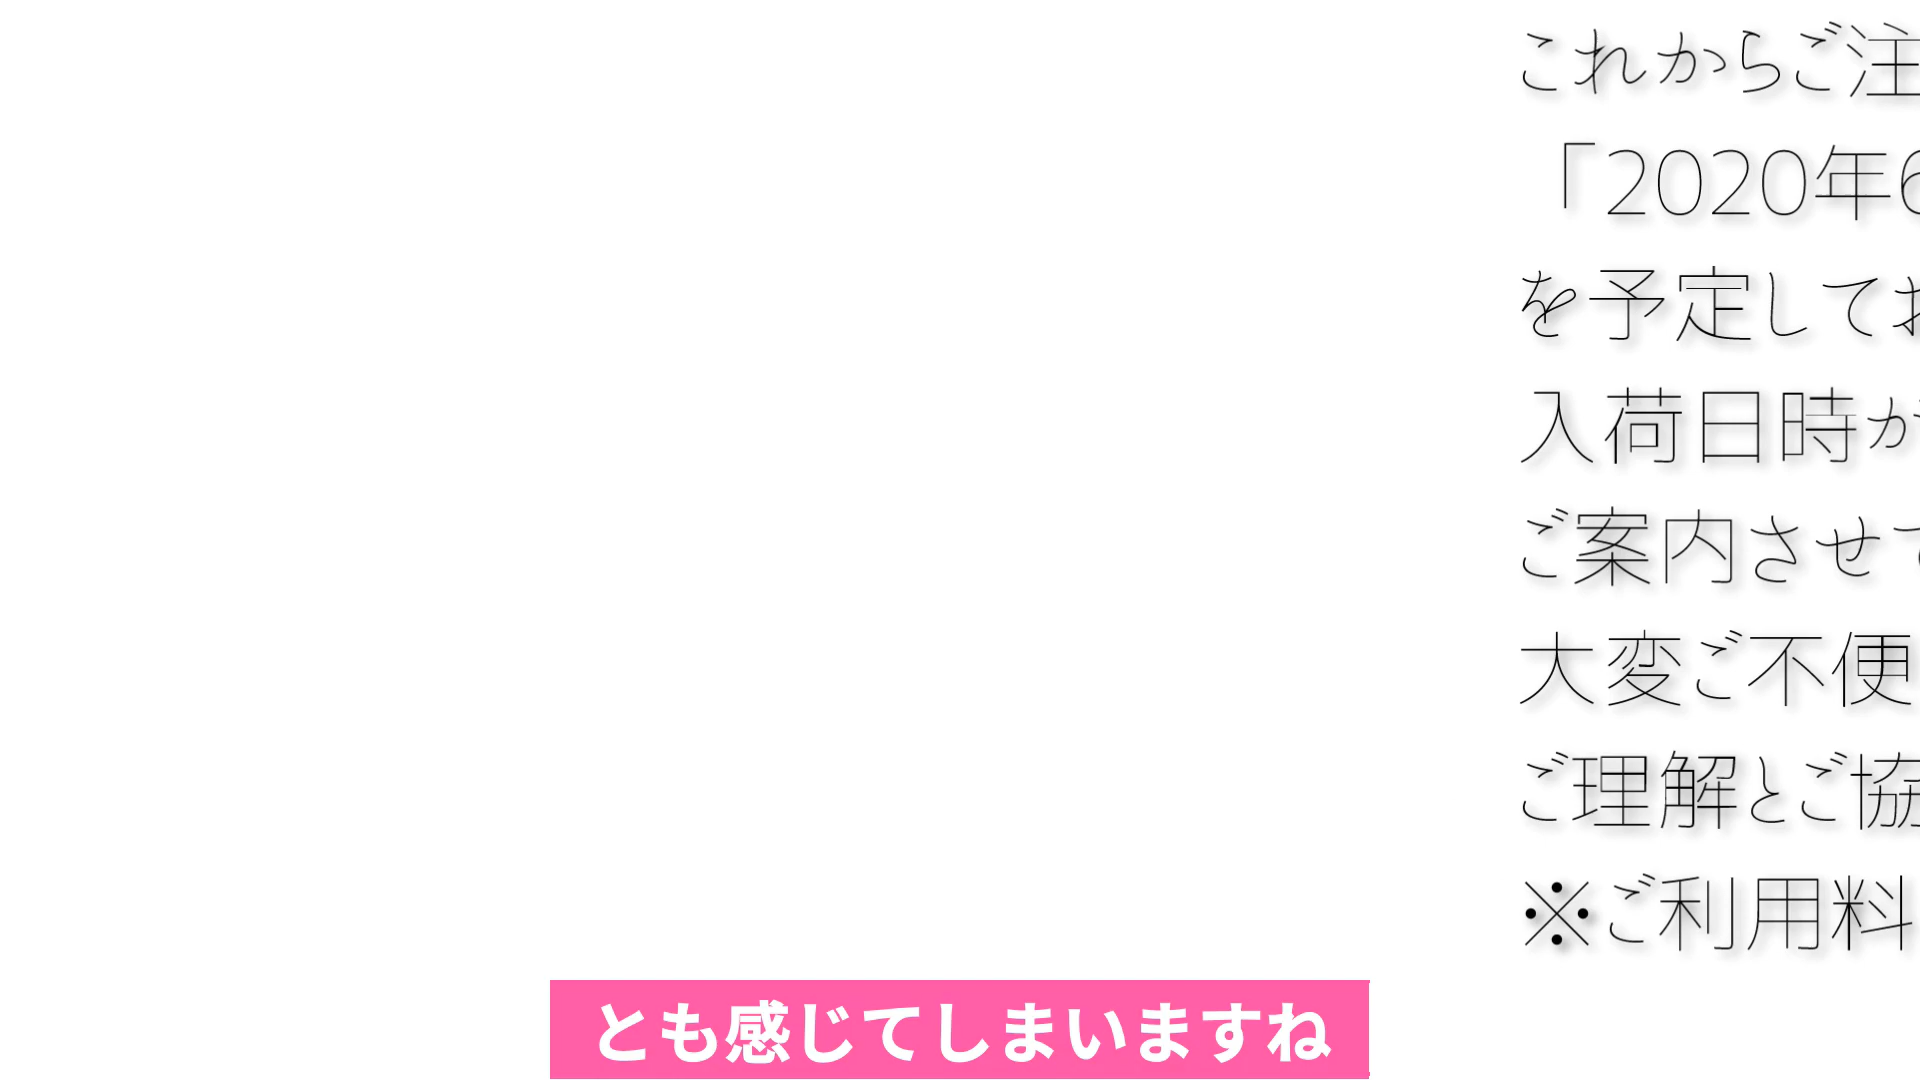 これからご注
「2020年6
を予定してお
入荷日時が
ご案内させて
大変ご不便
ご理解とご協
※ご利用料
とも感じてしまいますね